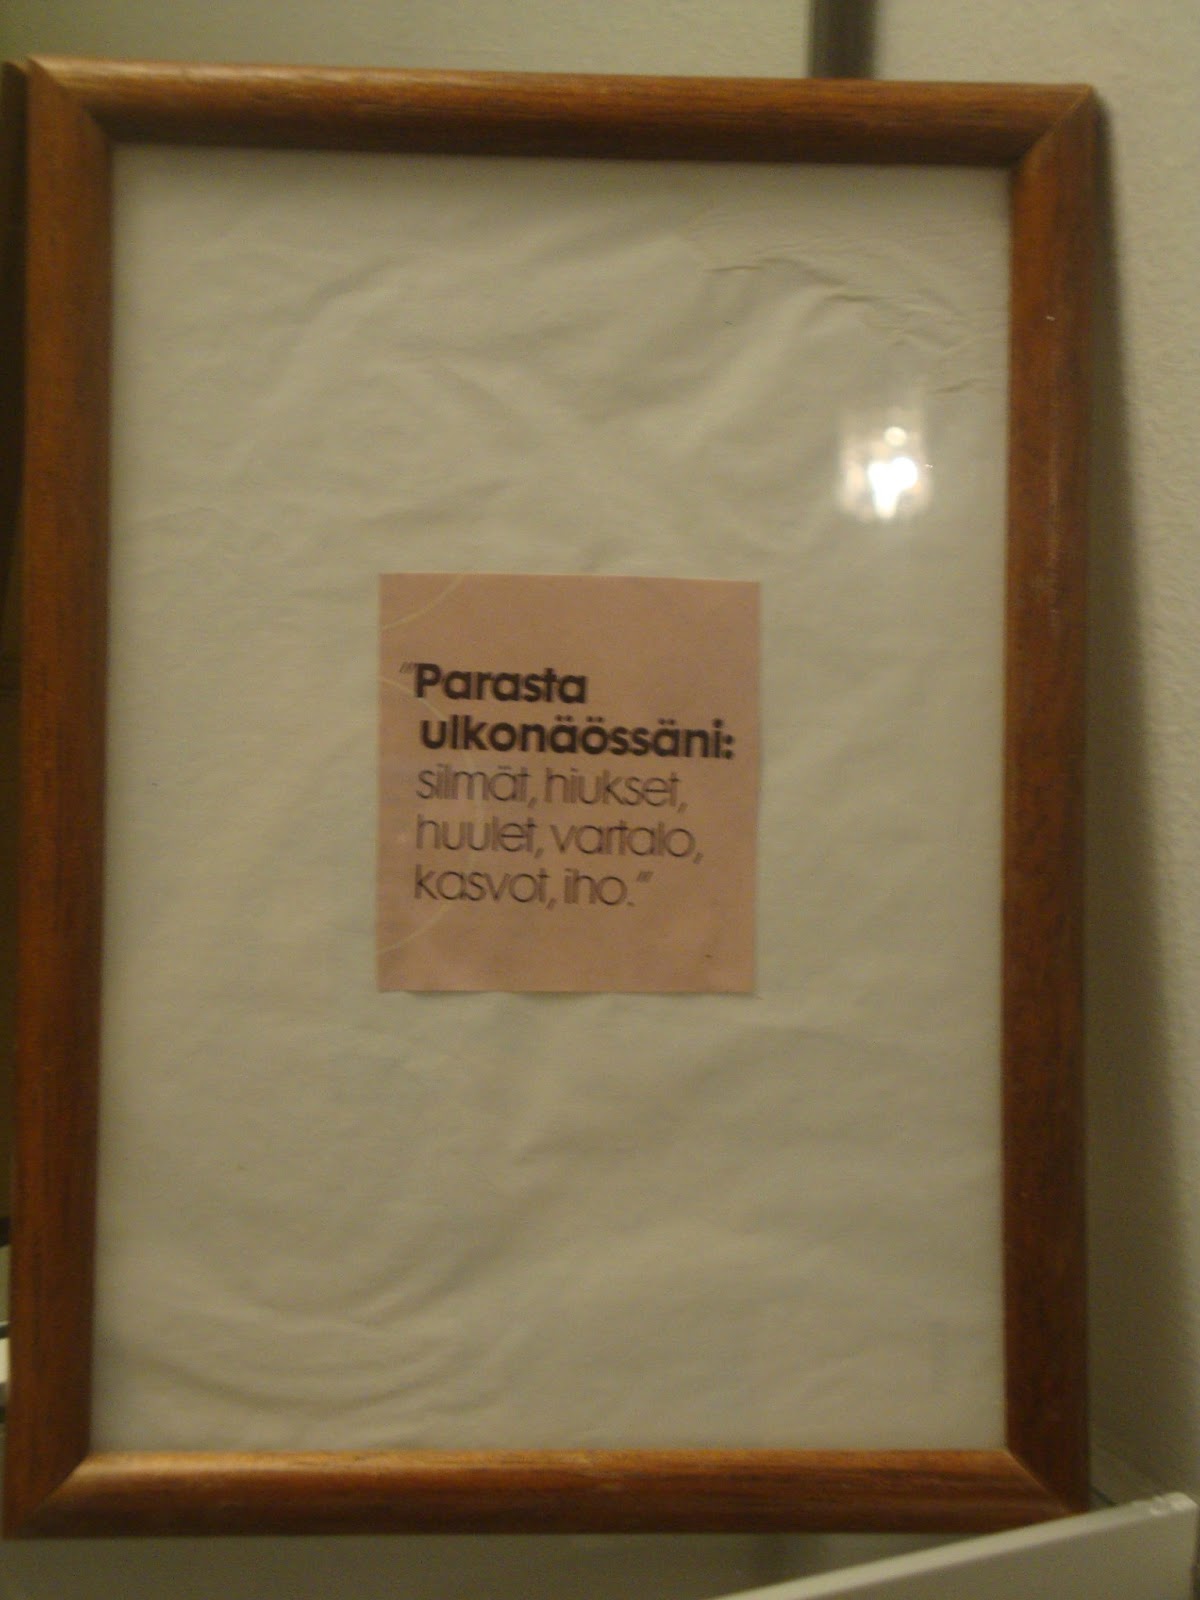 "Parasta
ulkonäössäni:
silmät, hiukset,
huulet, vartalo,
kasvot, iho."